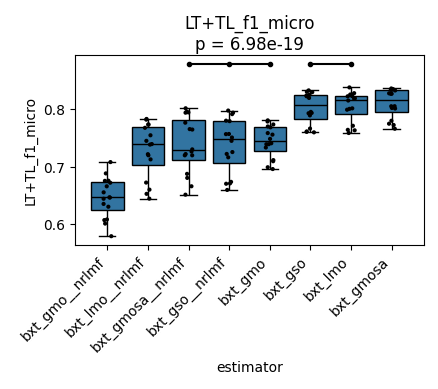 LT+TL_f1_micro
p = 6.98e-19
LT+TL_f1_micro
0.8
0.7
0.6
bxt_gmo__nrlmf
bxt_lmo__nrlmf
bxt_gmosa__nrlmf
bxt_gso__nrlmf
bxt_gmo
bxt_gso
bxt_lmo
bxt_gmosa
estimator